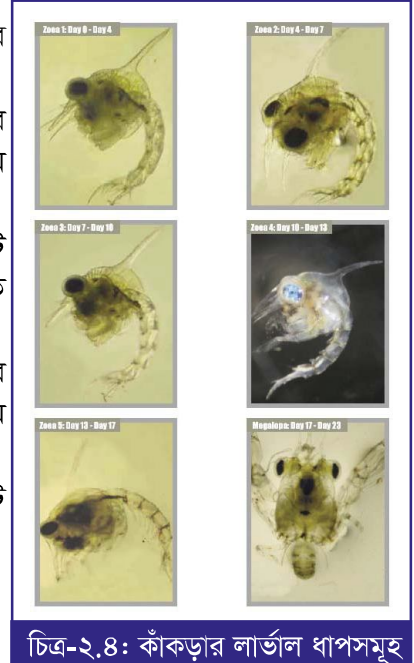 Zoea 1: Day 0 - Day 4
Zoea 2: Day 4 - Day 7
Zoea 3: Day 7 - Day 10
Zoea 4: Day 10 - Day 13
Zoea 5: Day 13 - Day 17
Megalopa: Day 17 - Day 23
চিত্র-২.৪: কাঁকড়ার লার্ভাল ধাপসমূহ